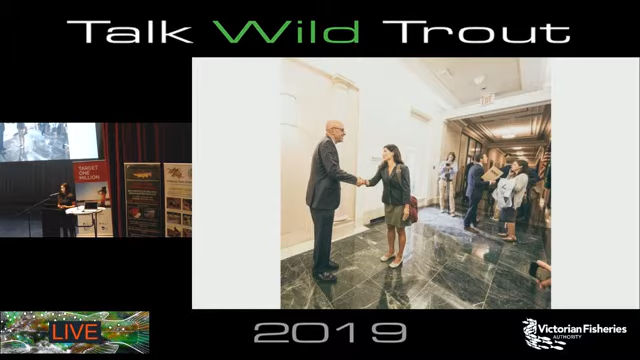 Talk Wild Trout
TARGET
ONE
MILLION
LIVE
2019
Victorian Fisheries
AUTHORITY